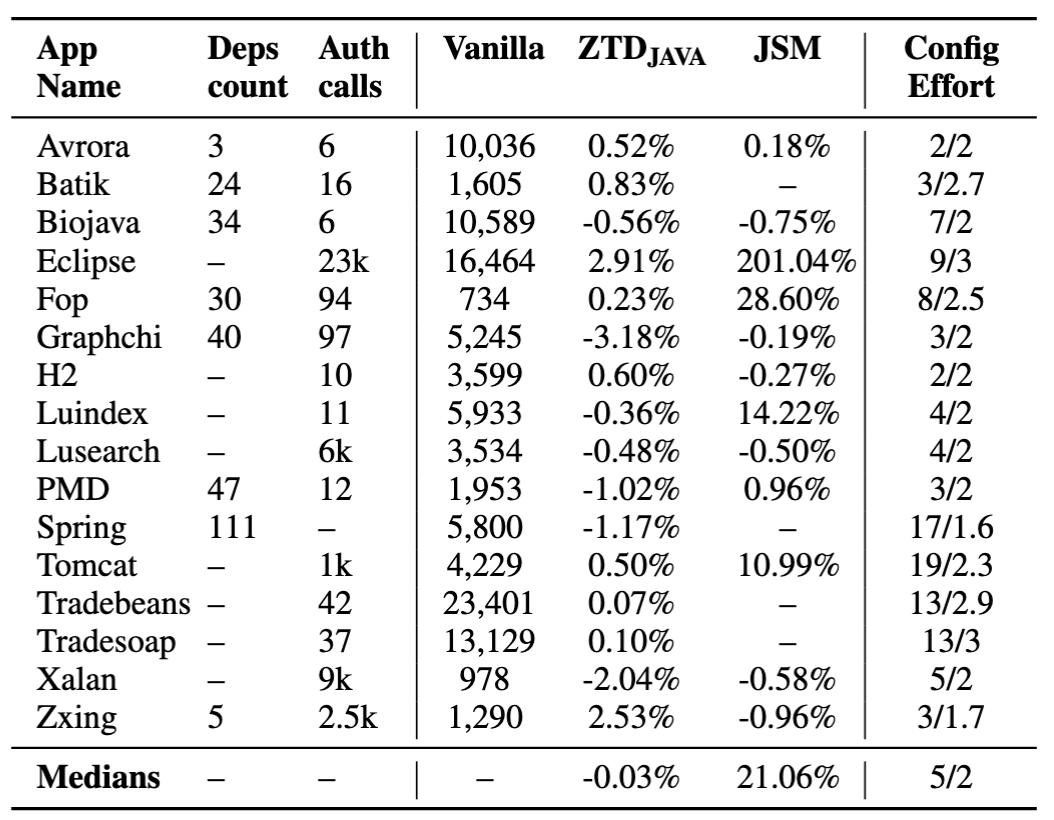 App Name Deps count Auth calls Vanilla ZTD_JAVA JSM Config Effort
Avrora 3 6 10,036 0.52% 0.18% 2/2
Batik 24 16 1,605 0.83% – 3/2.7
Biojava 34 6 10,589 -0.56% -0.75% 7/2
Eclipse – 23k 16,464 2.91% 201.04% 9/3
Fop 30 94 734 0.23% 28.60% 8/2.5
Graphchi 40 97 5,245 -3.18% -0.19% 3/2
H2 – 10 3,599 0.60% -0.27% 2/2
Luindex – 11 5,933 -0.36% 14.22% 4/2
Lusearch – 6k 3,534 -0.48% -0.50% 4/2
PMD 47 12 1,953 -1.02% 0.96% 3/2
Spring 111 – 5,800 -1.17% – 17/1.6
Tomcat – 1k 4,229 0.50% 10.99% 19/2.3
Tradebeans – 42 23,401 0.07% – 13/2.9
Tradesoap – 37 13,129 0.10% – 13/3
Xalan – 9k 978 -2.04% -0.58% 5/2
Zxing 5 2.5k 1,290 2.53% -0.96% 3/1.7
Medians – – – -0.03% 21.06% 5/2